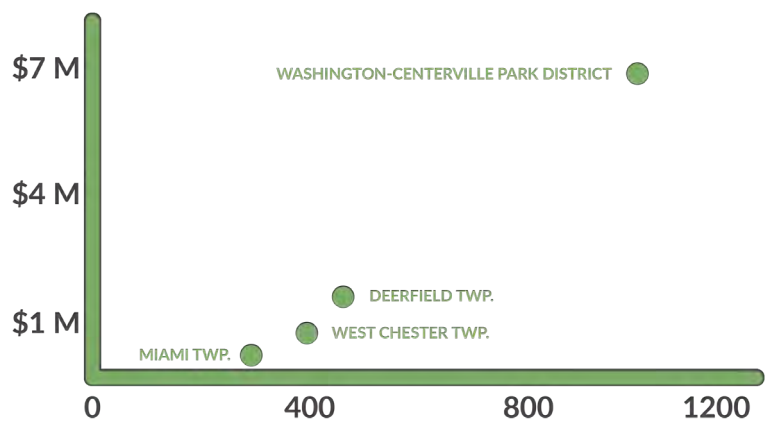 $7 M
WASHINGTON-CENTERVILLE PARK DISTRICT
$4 M
DEERFIELD TWP.
$1 M
WEST CHESTER TWP.
MIAMI TWP.
0 400 800 1200